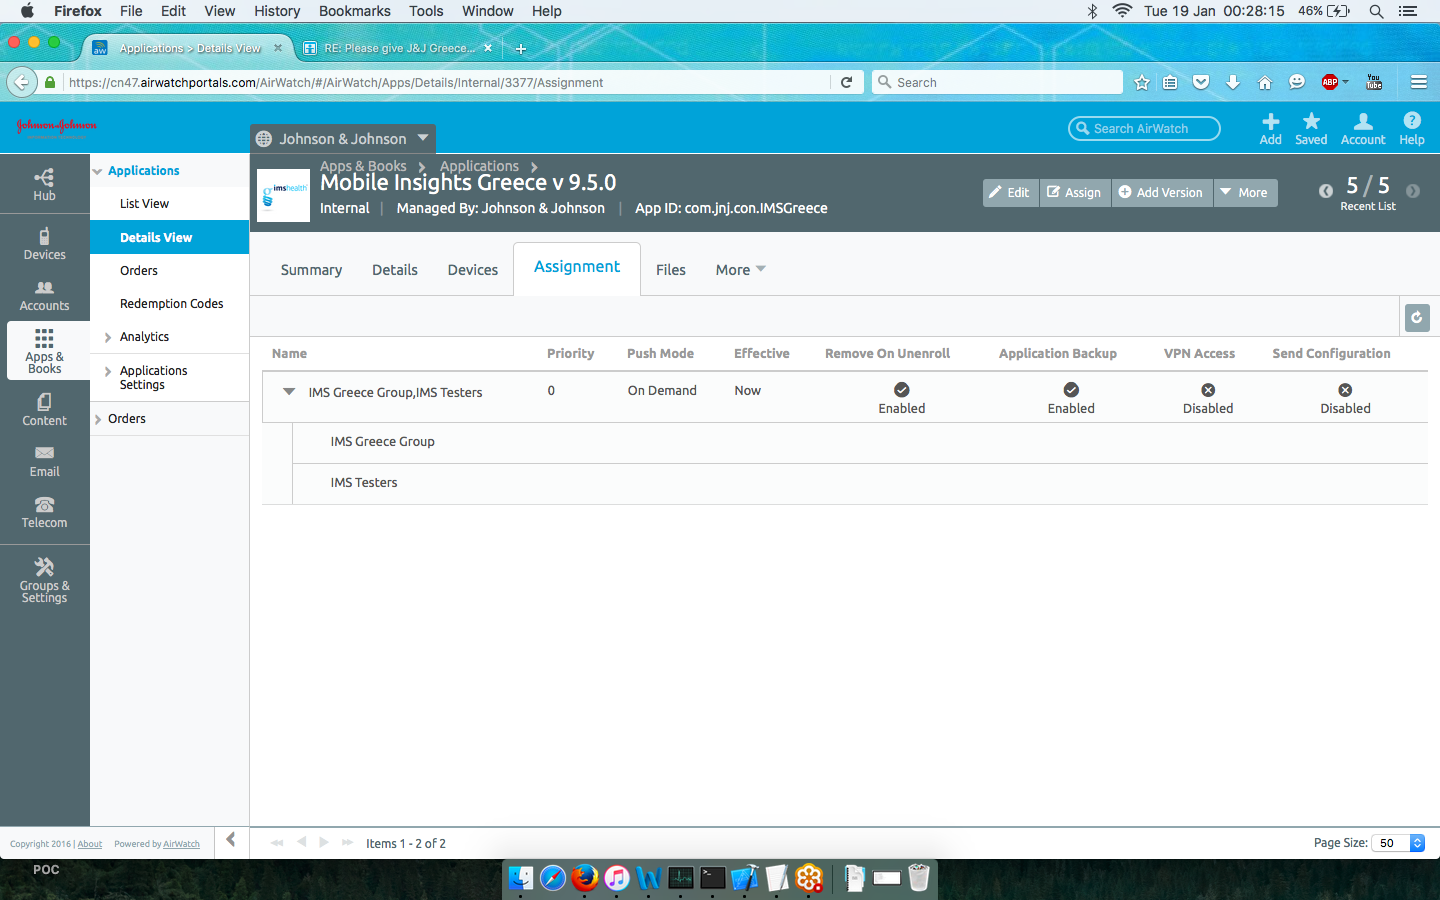 Firefox File Edit View History Bookmarks Tools Window Help Tue 19 Jan 00:28:15 46%
aw Applications > Details View RE: Please give J&J Greece...
https://cn47.airwatchportals.com/AirWatch/#/AirWatch/Apps/Details/Internal/3377/Assignment Search ABP You Tube
Johnson & Johnson
Johnson & Johnson
Search AirWatch
Add Saved Account Help
Hub
Devices
Accounts
Apps & Books
Content
Email
Telecom
Groups & Settings
Applications
List View
Details View
Orders
Redemption Codes
Analytics
Applications Settings
Orders
imshealth
Apps & Books Applications
Mobile Insights Greece v 9.5.0
Internal | Managed By: Johnson & Johnson | App ID: com.jnj.con.IMSGreece
Edit Assign Add Version More
5 / 5
Recent List
Summary Details Devices Assignment Files More
Name Priority Push Mode Effective Remove On Unenroll Application Backup VPN Access Send Configuration
IMS Greece Group,IMS Testers 0 On Demand Now Enabled Enabled Disabled Disabled
IMS Greece Group
IMS Testers
Copyright 2016 | About Powered by AirWatch
Items 1 - 2 of 2
Page Size: 50
POC